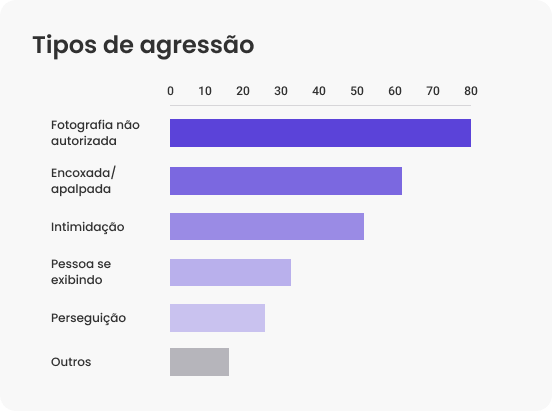 Tipos de agressão
0 10 20 30 40 50 60 70 80
Fotografia não
autorizada
Encoxada/
apalpada
Intimidação
Pessoa se
exibindo
Perseguição
Outros